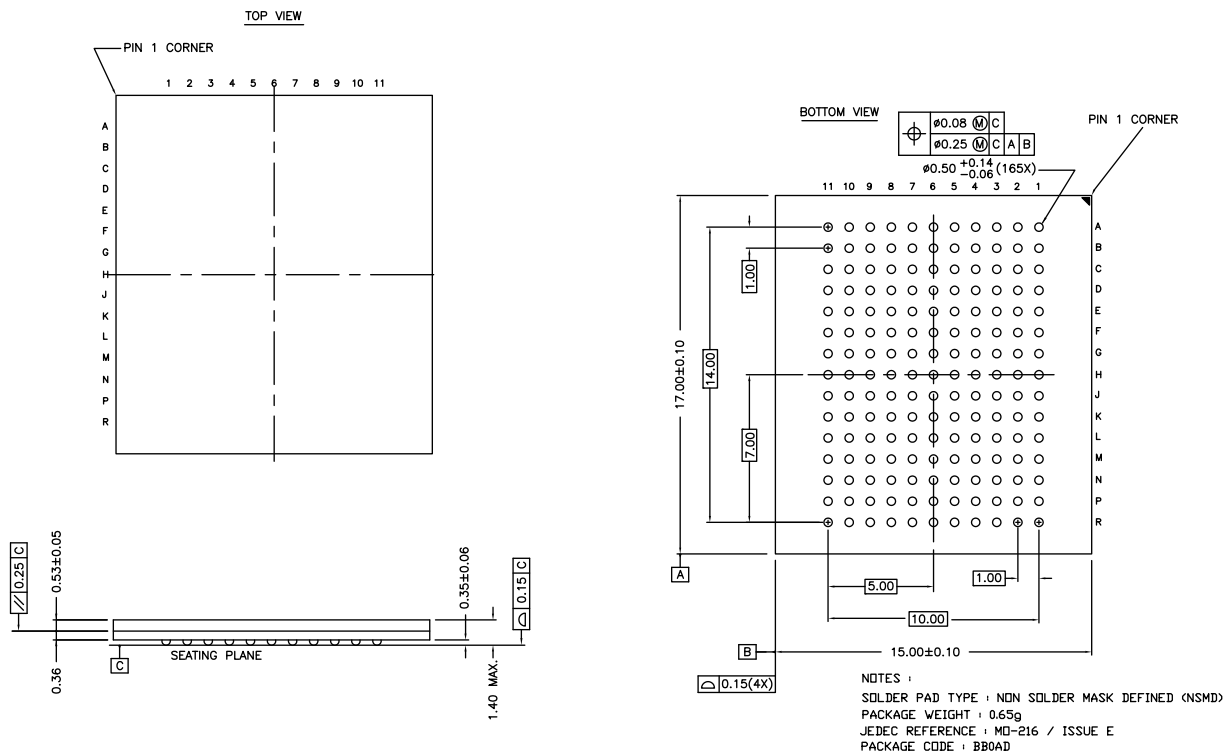 TOP VIEW
PIN 1 CORNER
1 2 3 4 5 6 7 8 9 10 11
A
B
C
D
E
F
G
H
J
K
L
M
N
P
R
BOTTOM VIEW
PIN 1 CORNER
⌀0.08 Ⓜ C
⌀0.25 Ⓜ C A B
⌀0.50 +0.14 -0.06 (165X)
11 10 9 8 7 6 5 4 3 2 1
A
B
C
D
E
F
G
H
J
K
L
M
N
P
R
1.00
14.00
17.00±0.10
7.00
A
5.00
1.00
10.00
B
15.00±0.10
0.15(4X)
0.25 C
0.53±0.05
0.36
C
SEATING PLANE
0.35±0.06
1.40 MAX.
0.15 C
NOTES :
SOLDER PAD TYPE : NON SOLDER MASK DEFINED (NSMD)
PACKAGE WEIGHT : 0.65g
JEDEC REFERENCE : MO-216 / ISSUE E
PACKAGE CODE : BB0AD